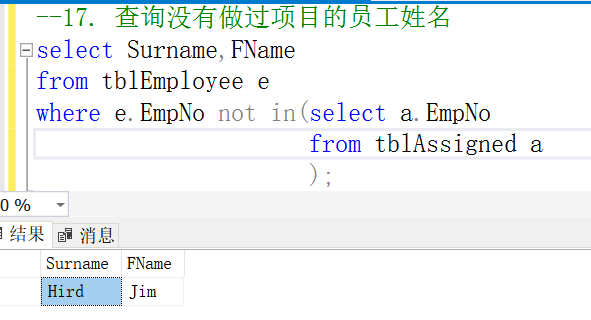 --17. 查询没有做过项目的员工姓名
select Surname,FName
from tblEmployee e
where e.EmpNo not in(select a.EmpNo
from tblAssigned a
);
0 %
结果 消息
Surname FName
Hird Jim